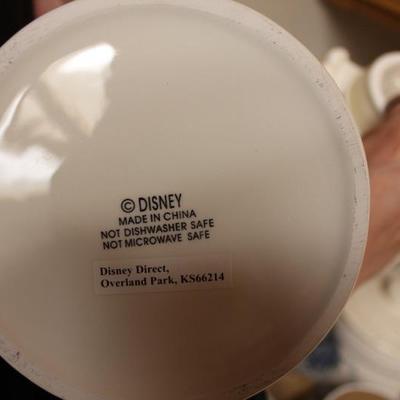 © DISNEY
MADE IN CHINA
NOT DISHWASHER SAFE
NOT MICROWAVE SAFE
Disney Direct,
Overland Park, KS66214